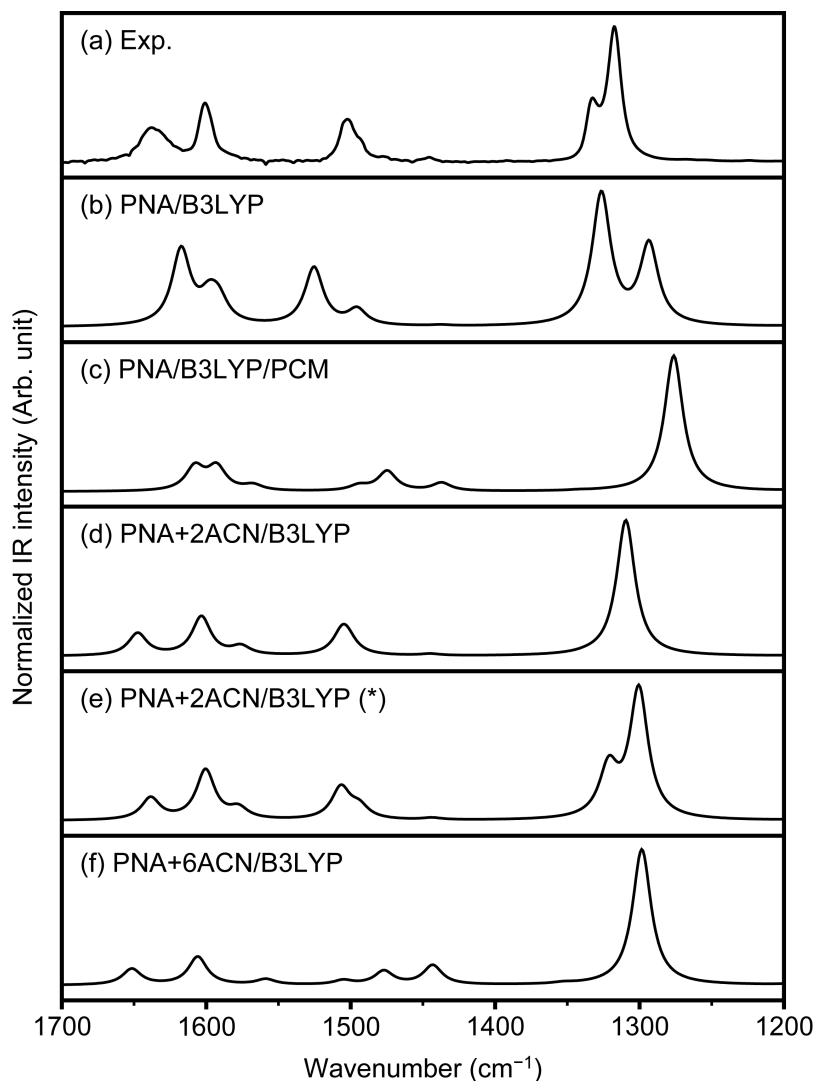 (a) Exp.
(b) PNA/B3LYP
(c) PNA/B3LYP/PCM
(d) PNA+2ACN/B3LYP
(e) PNA+2ACN/B3LYP (*)
(f) PNA+6ACN/B3LYP
Normalized IR intensity (Arb. unit)
1700 1600 1500 1400 1300 1200
Wavenumber (cm⁻¹)